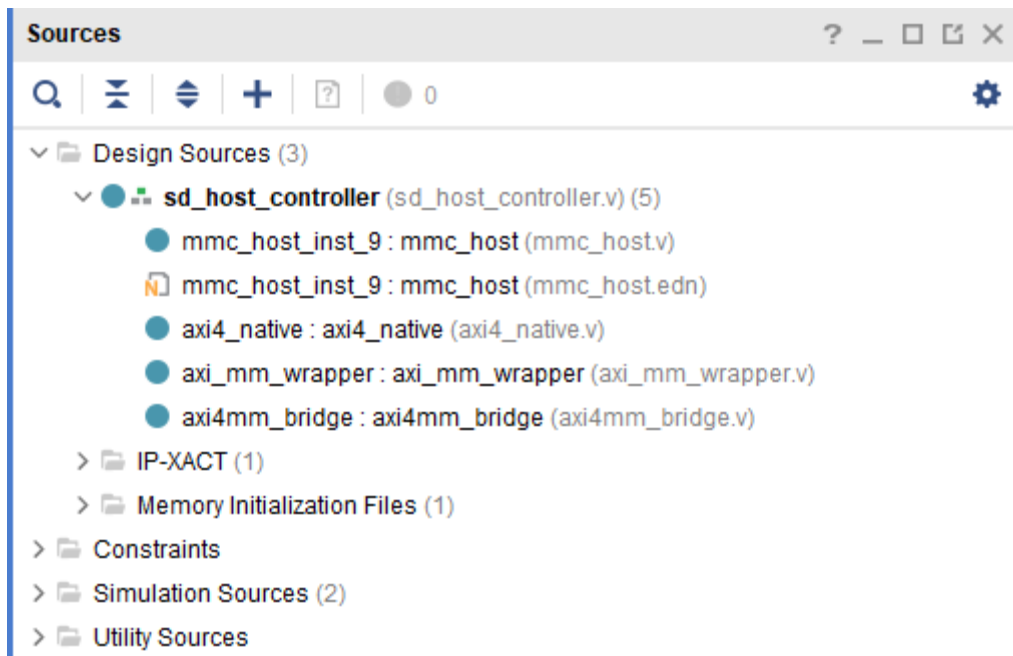 Sources
0
Design Sources (3)
sd_host_controller (sd_host_controller.v) (5)
mmc_host_inst_9 : mmc_host (mmc_host.v)
mmc_host_inst_9 : mmc_host (mmc_host.edn)
axi4_native : axi4_native (axi4_native.v)
axi_mm_wrapper : axi_mm_wrapper (axi_mm_wrapper.v)
axi4mm_bridge : axi4mm_bridge (axi4mm_bridge.v)
IP-XACT (1)
Memory Initialization Files (1)
Constraints
Simulation Sources (2)
Utility Sources